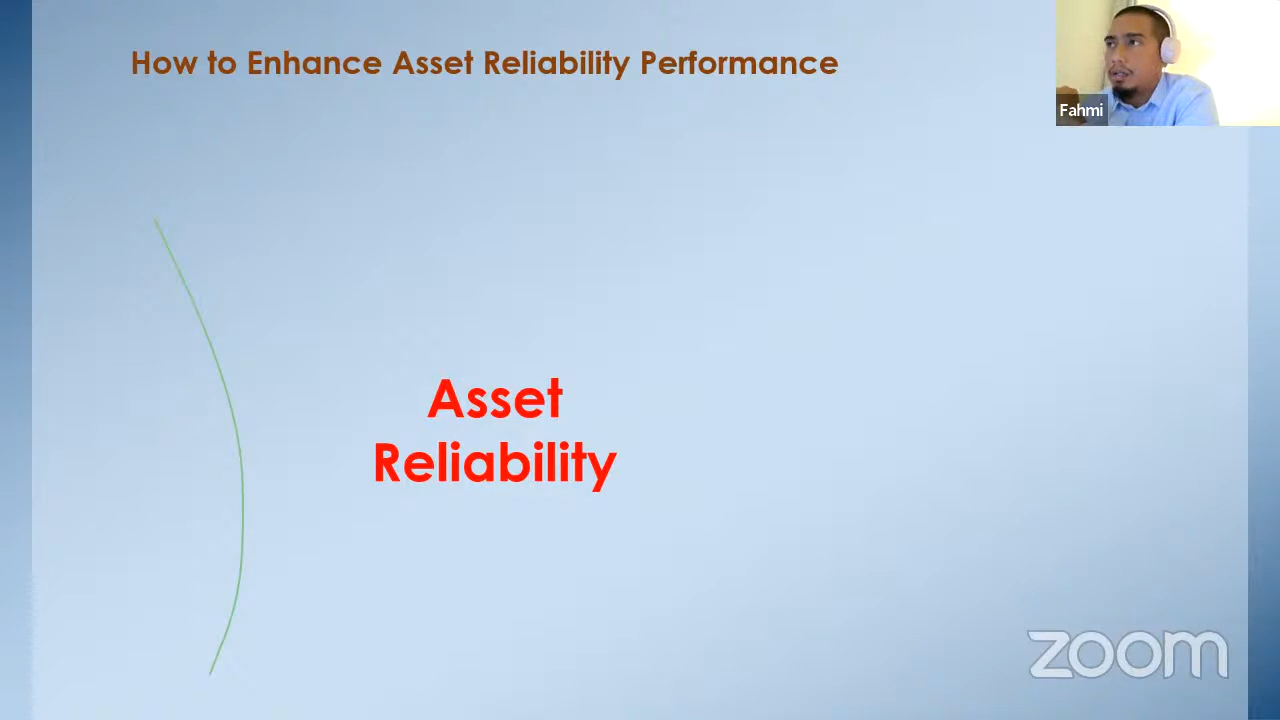 How to Enhance Asset Reliability Performance
Fahmi
Asset
Reliability
zoom